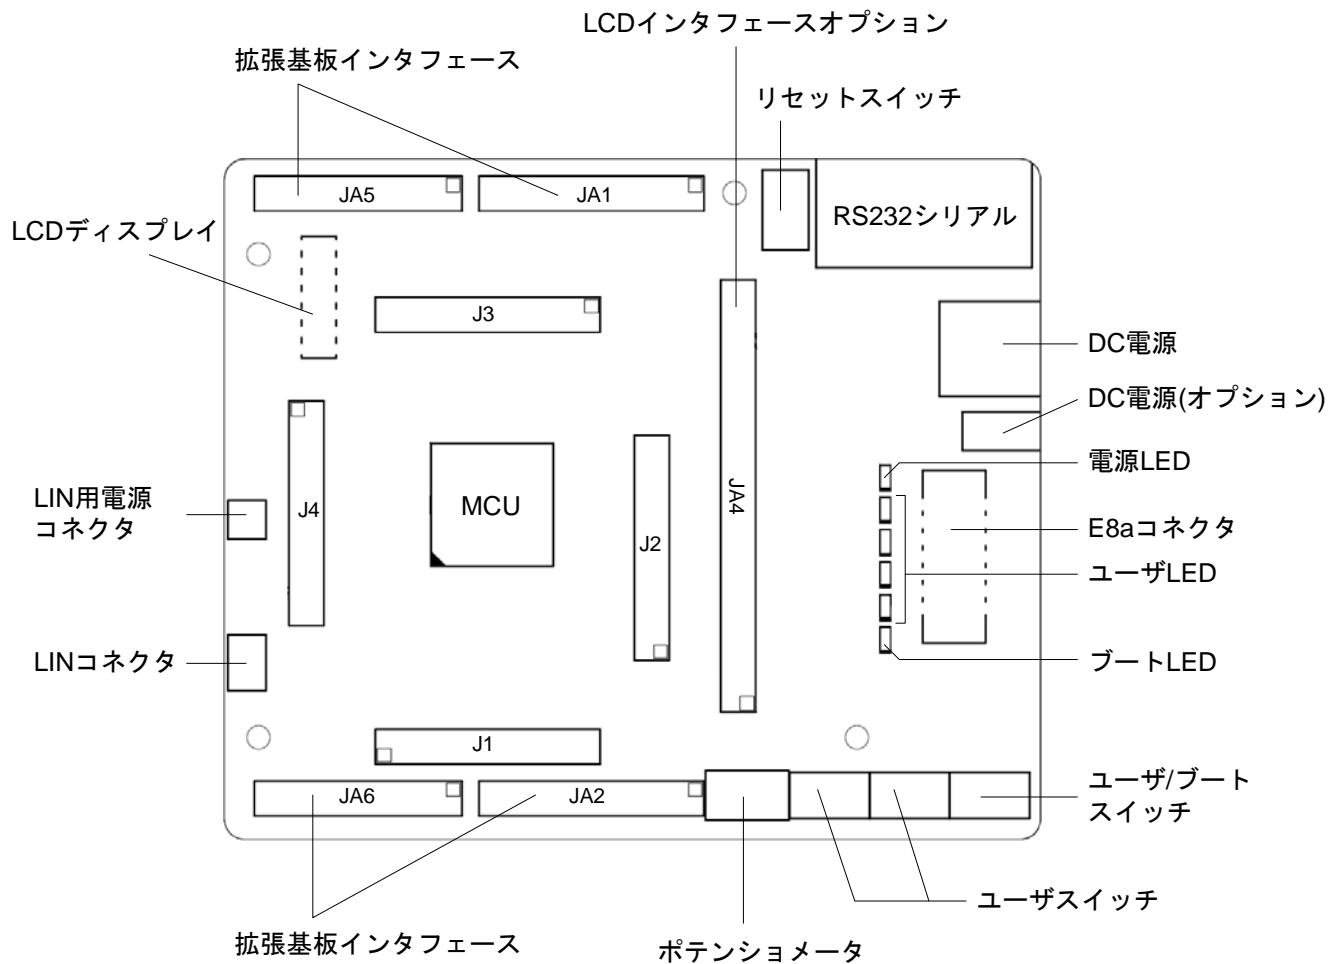 LCDインタフェースオプション
拡張基板インタフェース
リセットスイッチ
JA5
JA1
RS232シリアル
LCDディスプレイ
J3
DC電源
DC電源(オプション)
電源LED
LIN用電源
コネクタ
J4
MCU
J2
JA4
E8aコネクタ
ユーザLED
LINコネクタ
ブートLED
J1
JA6
JA2
ユーザ/ブート
スイッチ
ユーザスイッチ
拡張基板インタフェース
ポテンショメータ